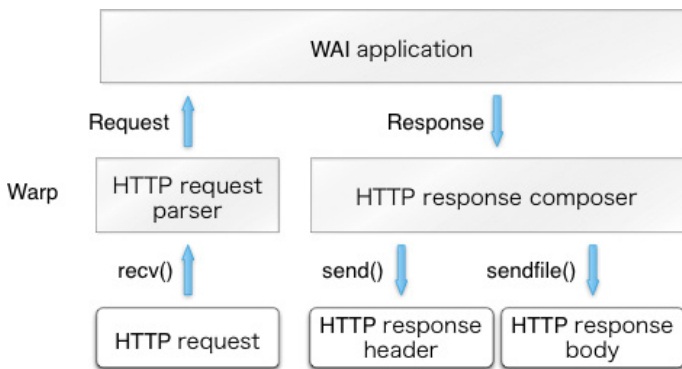 WAI application
Request
Response
Warp
HTTP request
parser
HTTP response composer
recv()
send()
sendfile()
HTTP request
HTTP response
header
HTTP response
body